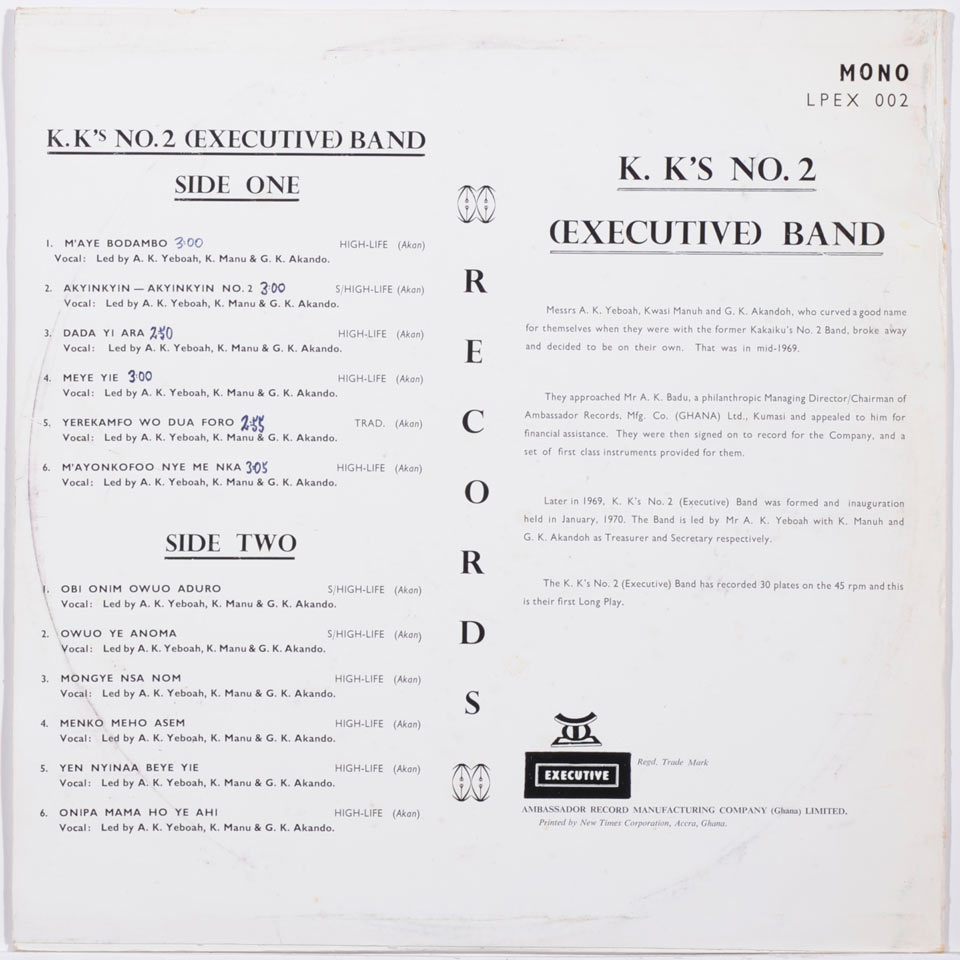 MONO
LPEX 002
K.K'S NO.2 (EXECUTIVE) BAND
SIDE ONE
1. M'AYE BODAMBO 3·00 HIGH-LIFE (Akan)
Vocal: Led by A. K. Yeboah, K. Manu & G. K. Akando.
2. AKYINKYIN — AKYINKYIN NO. 2 3·00 S/HIGH-LIFE (Akan)
Vocal: Led by A. K. Yeboah, K. Manu & G. K. Akando.
3. DADA YI ARA 2·50 HIGH-LIFE (Akan)
Vocal: Led by A. K. Yeboah, K. Manu & G. K. Akando.
4. MEYE YIE 3·00 HIGH-LIFE (Akan)
Vocal: Led by A. K. Yeboah, K. Manu & G. K. Akando.
5. YEREKAMFO WO DUA FORO 2·55 TRAD. (Akan)
Vocal: Led by A. K. Yeboah, K. Manu & G. K. Akando.
6. M'AYONKOFOO NYE ME NKA 3·05 HIGH-LIFE (Akan)
Vocal: Led by A. K. Yeboah, K. Manu & G. K. Akando.
SIDE TWO
1. OBI ONIM OWUO ADURO S/HIGH-LIFE (Akan)
Vocal: Led by A. K. Yeboah, K. Manu & G. K. Akando.
2. OWUO YE ANOMA S/HIGH-LIFE (Akan)
Vocal: Led by A. K. Yeboah, K. Manu & G. K. Akando.
3. MONGYE NSA NOM HIGH-LIFE (Akan)
Vocal: Led by A. K. Yeboah, K. Manu & G. K. Akando.
4. MENKO MEHO ASEM HIGH-LIFE (Akan)
Vocal: Led by A. K. Yeboah, K. Manu & G. K. Akando.
5. YEN NYINAA BEYE YIE HIGH-LIFE (Akan)
Vocal: Led by A. K. Yeboah, K. Manu & G. K. Akando.
6. ONIPA MAMA HO YE AHI HIGH-LIFE (Akan)
Vocal: Led by A. K. Yeboah, K. Manu & G. K. Akando.
R
E
C
O
R
D
S
K. K'S NO. 2
(EXECUTIVE) BAND
Messrs A. K. Yeboah, Kwasi Manuh and G. K. Akandoh, who curved a good name
for themselves when they were with the former Kakaiku's No. 2 Band, broke away
and decided to be on their own. That was in mid-1969.
They approached Mr A. K. Badu, a philanthropic Managing Director/Chairman of
Ambassador Records, Mfg. Co. (GHANA) Ltd., Kumasi and appealed to him for
financial assistance. They were then signed on to record for the Company, and a
set of first class instruments provided for them.
Later in 1969, K. K's No. 2 (Executive) Band was formed and inauguration
held in January, 1970. The Band is led by Mr A. K. Yeboah with K. Manuh and
G. K. Akandoh as Treasurer and Secretary respectively.
The K. K's No. 2 (Executive) Band has recorded 30 plates on the 45 rpm and this
is their first Long Play.
EXECUTIVE
Regd. Trade Mark
AMBASSADOR RECORD MANUFACTURING COMPANY (Ghana) LIMITED.
Printed by New Times Corporation, Accra, Ghana.